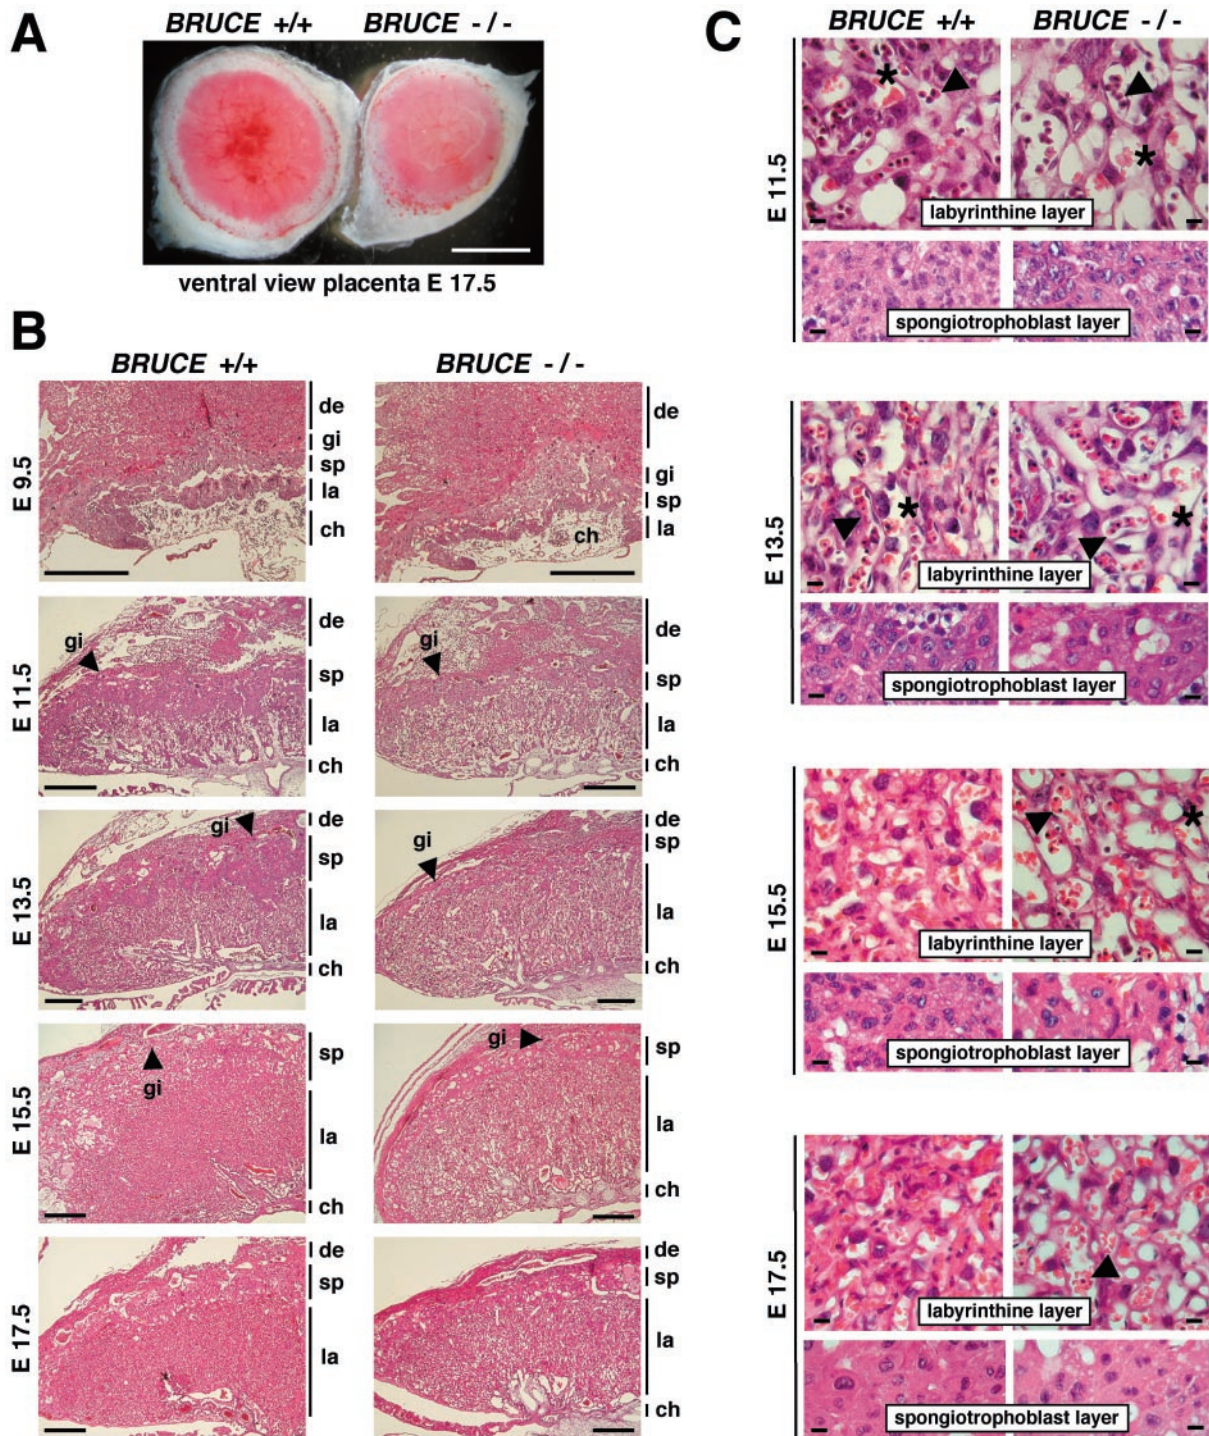 A
BRUCE +/+ BRUCE -/-
ventral view placenta E 17.5
B
BRUCE +/+ BRUCE -/-
E 9.5
de
gi
sp
la
ch
de
gi
sp
la
ch
E 11.5
gi
de
sp
la
ch
gi
de
sp
la
ch
E 13.5
gi
de
sp
la
ch
gi
de
sp
la
ch
E 15.5
gi
sp
la
ch
gi
sp
la
ch
E 17.5
de
sp
la
de
sp
la
ch
C
BRUCE +/+ BRUCE -/-
E 11.5
*
*
labyrinthine layer
spongiotrophoblast layer
E 13.5
*
*
labyrinthine layer
spongiotrophoblast layer
E 15.5
*
labyrinthine layer
spongiotrophoblast layer
E 17.5
labyrinthine layer
spongiotrophoblast layer